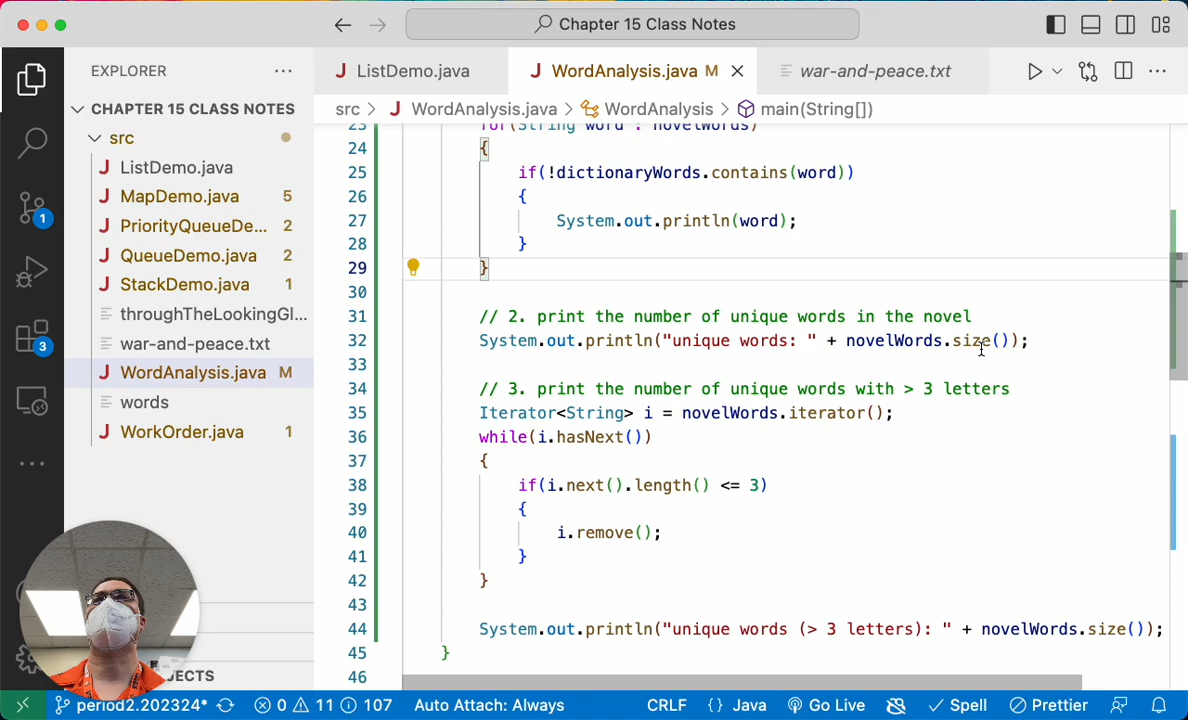 Chapter 15 Class Notes
EXPLORER
ListDemo.java
WordAnalysis.java M
war-and-peace.txt
CHAPTER 15 CLASS NOTES
src > WordAnalysis.java > WordAnalysis > main(String[])
src
ListDemo.java
MapDemo.java 5
PriorityQueueDe... 2
QueueDemo.java 2
StackDemo.java 1
throughTheLookingGl...
war-and-peace.txt
WordAnalysis.java M
words
WorkOrder.java 1
1
3
23 for(String word : novelWords)
24 {
25 if(!dictionaryWords.contains(word))
26 {
27 System.out.println(word);
28 }
29 }
30
31 // 2. print the number of unique words in the novel
32 System.out.println("unique words: " + novelWords.size());
33
34 // 3. print the number of unique words with > 3 letters
35 Iterator<String> i = novelWords.iterator();
36 while(i.hasNext())
37 {
38 if(i.next().length() <= 3)
39 {
40 i.remove();
41 }
42 }
43
44 System.out.println("unique words (> 3 letters): " + novelWords.size());
45 }
46
period2.202324* 0 11 107 Auto Attach: Always CRLF {} Java Go Live Spell Prettier